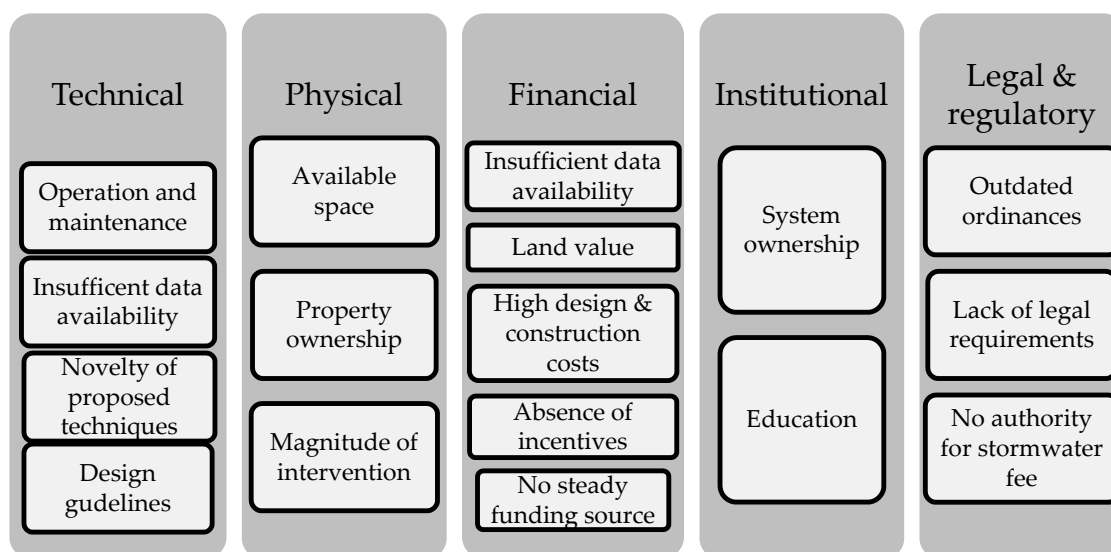 Technical
Operation and
maintenance
Insufficent data
availability
Novelty of
proposed
techniques
Design
gudelines
Physical
Available
space
Property
ownership
Magnitude of
intervention
Financial
Insufficient data
availability
Land value
High design &
construction
costs
Absence of
incentives
No steady
funding source
Institutional
System
ownership
Education
Legal &
regulatory
Outdated
ordinances
Lack of legal
requirements
No authority
for stormwater
fee